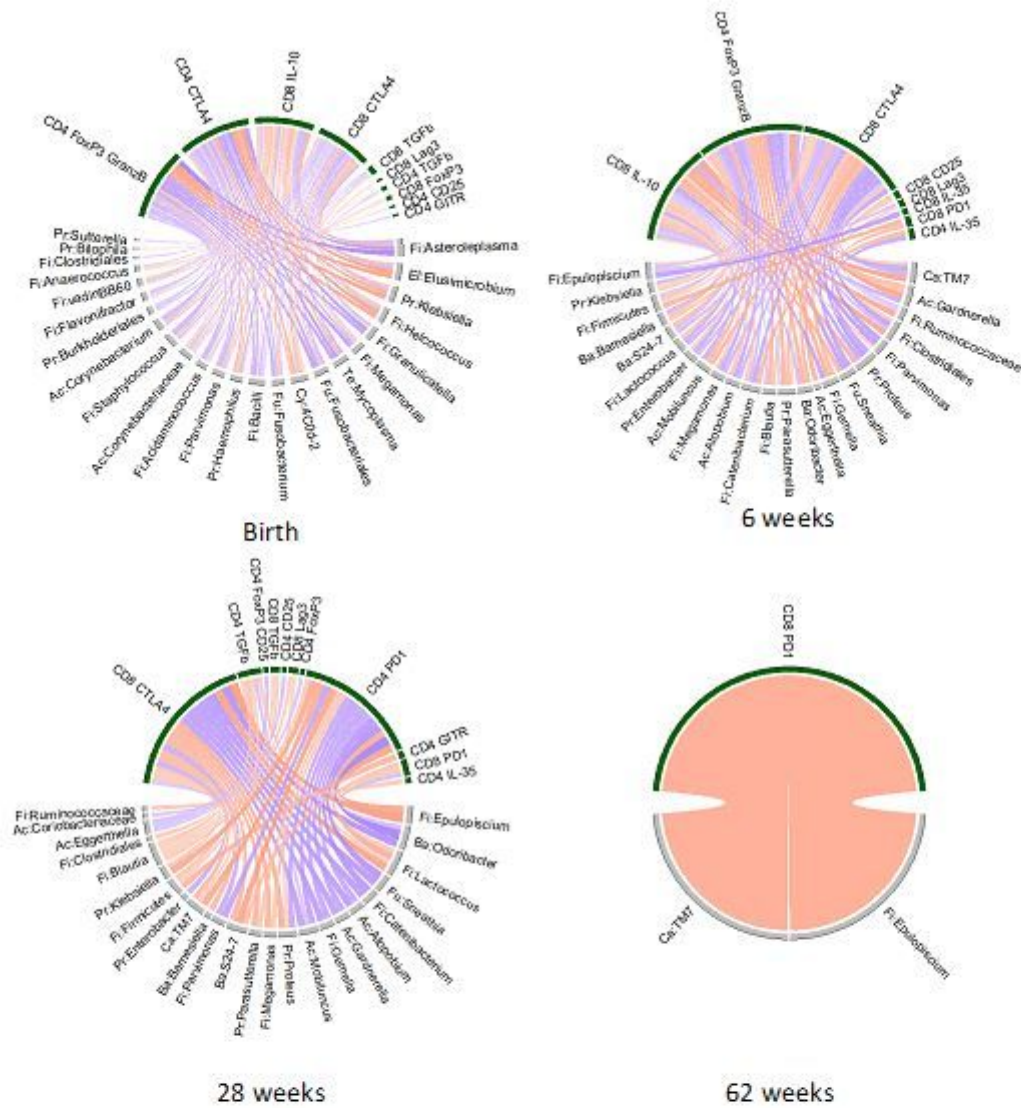 CD4 FoxP3 GranzB
CD4 CTLA4
CD8 IL-10
CD8 CTLA4
CD8 TGFb
CD8 Lag3
CD4 TGFb
CD8 FoxP3
CD4 GITR
Pr:Sutterella
Pr:Bilophila
Fi:Clostridiales
Fi:Anaerococcus
Fi:vadinBB60
Fi:Flavonifractor
Pr:Burkholderiales
Ac:Corynebacterium
Fi:Staphylococcus
Ac:Corynebacteriaceae
Fi:Acidaminococcus
Fi:Parvimonas
Pr:Haemophilus
Fi:Bacilli
Fu:Fusobacterium
Cy:4C0d-2
Fu:Fusobacteriales
Te:Mycoplasma
Fi:Megamonas
Fi:Granulicatella
Fi:Helcococcus
Pr:Klebsiella
El:Elusimicrobium
Fi:Asteroleplasma
Birth
CD8 IL-10
CD4 FoxP3 GranzB
CD8 CTLA4
CD8 CD25
CD8 Lag3
CD8 IL-35
CD8 PD1
CD4 IL-35
Fi:Epulopiscium
Pr:Klebsiella
Fi:Firmicutes
Ba:Barnesiella
Ba:S24-7
Fi:Lactococcus
Pr:Enterobacter
Ac:Mobiluncus
Fi:Megamonas
Ac:Atopobium
Fi:Catenibacterium
Fi:Blautia
Pr:Parasutterella
Ba:Odoribacter
Ac:Eggerthella
Fi:Gemella
Fu:Sneathia
Pr:Proteus
Fi:Parvimonas
Fi:Clostridiales
Fi:Ruminococcaceae
Ac:Gardnerella
Ca:TM7
6 weeks
CD8 CTLA4
CD4 TGFb
CD4 FoxP3 CD25
CD8 TGFb
CD4 CD25
CD8 Lag3
CD4 FoxP3
CD4 PD1
CD4 GITR
CD8 PD1
CD4 IL-35
Fi:Ruminococcaceae
Ac:Coriobacteriaceae
Ac:Eggerthella
Fi:Clostridiales
Fi:Blautia
Pr:Klebsiella
Fi:Firmicutes
Pr:Enterobacter
Ca:TM7
Ba:Barnesiella
Fi:Parvimonas
Ba:S24-7
Pr:Parasutterella
Fi:Megamonas
Pr:Proteus
Ac:Mobiluncus
Fi:Gemella
Ac:Gardnerella
Ac:Atopobium
Fi:Catenibacterium
Fu:Sneathia
Fi:Lactococcus
Ba:Odoribacter
Fi:Epulopiscium
28 weeks
CD8 PD1
Ca:TM7
Fi:Epulopiscium
62 weeks